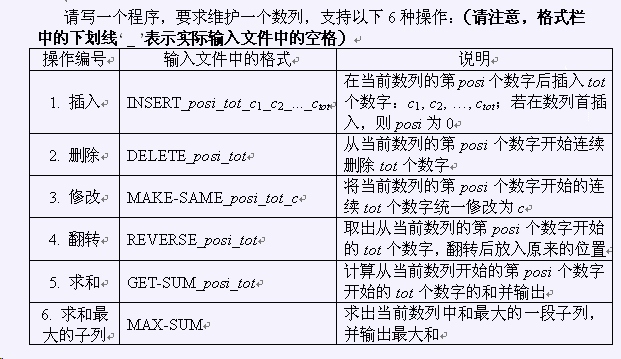 请写一个程序，要求维护一个数列，支持以下 6 种操作：（请注意，格式栏
中的下划线‘_’表示实际输入文件中的空格）
操作编号 输入文件中的格式 说明
1. 插入 INSERT_posi_tot_c1_c2_..._ctot 在当前数列的第 posi 个数字后插入 tot
个数字：c1, c2, …, ctot；若在数列首插
入，则 posi 为 0
2. 删除 DELETE_posi_tot 从当前数列的第 posi 个数字开始连续
删除 tot 个数字
3. 修改 MAKE-SAME_posi_tot_c 将当前数列的第 posi 个数字开始的连
续 tot 个数字统一修改为 c
4. 翻转 REVERSE_posi_tot 取出从当前数列的第 posi 个数字开始
的 tot 个数字，翻转后放入原来的位置
5. 求和 GET-SUM_posi_tot 计算从当前数列开始的第 posi 个数字
开始的 tot 个数字的和并输出
6. 求和最
大的子列 MAX-SUM 求出当前数列中和最大的一段子列，
并输出最大和